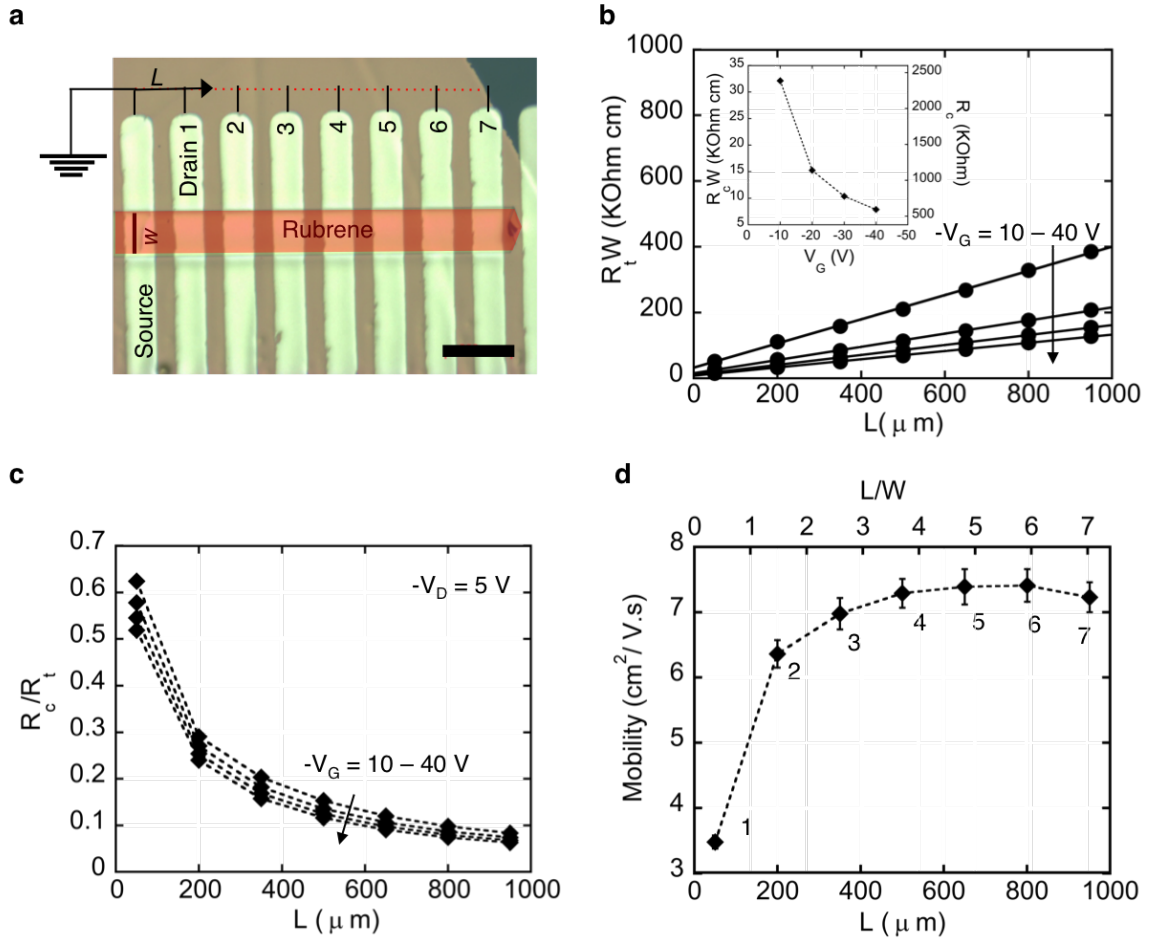 a
L
Drain 1
2
3
4
5
6
7
w
Rubrene
Source
b
1000
800
600
400
200
0
R_t W (KOhm cm)
0 200 400 600 800 1000
L( μ m)
-V_G = 10 – 40 V
35
30
25
20
15
10
5
R_c W (KOhm cm)
2500
2000
1500
1000
500
R_c (KOhm)
0 -10 -20 -30 -40 -50
V_G (V)
c
0.7
0.6
0.5
0.4
0.3
0.2
0.1
0
R_c/R_t
-V_D = 5 V
-V_G = 10 – 40 V
0 200 400 600 800 1000
L ( μ m)
d
L/W
0 1 2 3 4 5 6 7
8
7
6
5
4
3
Mobility (cm²/ V.s)
1
2
3
4
5
6
7
0 200 400 600 800 1000
L ( μ m)